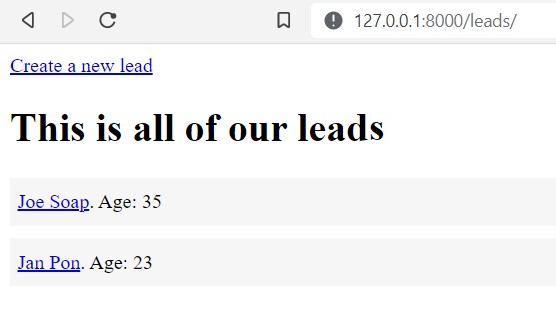 127.0.0.1:8000/leads/
Create a new lead
This is all of our leads
Joe Soap. Age: 35
Jan Pon. Age: 23